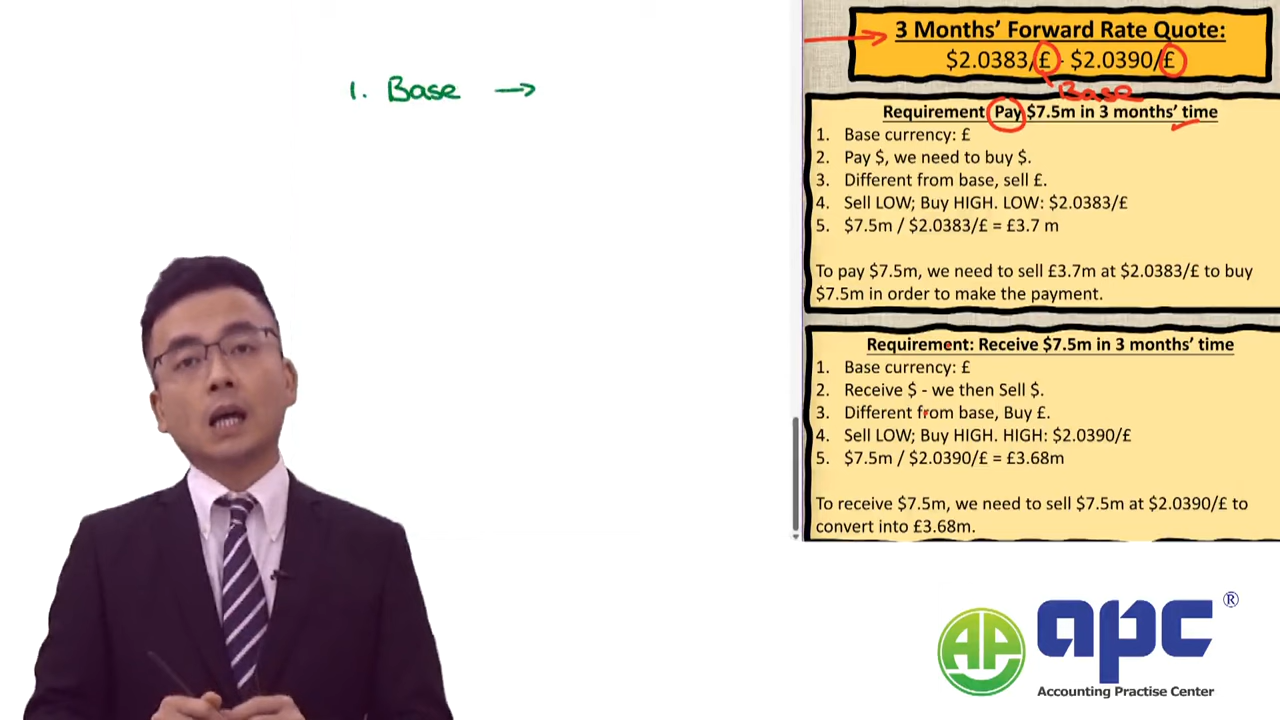 1. Base →
3 Months' Forward Rate Quote:
$2.0383/£ - $2.0390/£
Base
Requirement Pay $7.5m in 3 months' time
1. Base currency: £
2. Pay $, we need to buy $.
3. Different from base, sell £.
4. Sell LOW; Buy HIGH. LOW: $2.0383/£
5. $7.5m / $2.0383/£ = £3.7 m
To pay $7.5m, we need to sell £3.7m at $2.0383/£ to buy
$7.5m in order to make the payment.
Requirement: Receive $7.5m in 3 months' time
1. Base currency: £
2. Receive $ - we then Sell $.
3. Different from base, Buy £.
4. Sell LOW; Buy HIGH. HIGH: $2.0390/£
5. $7.5m / $2.0390/£ = £3.68m
To receive $7.5m, we need to sell $7.5m at $2.0390/£ to
convert into £3.68m.
AP
apc®
Accounting Practise Center